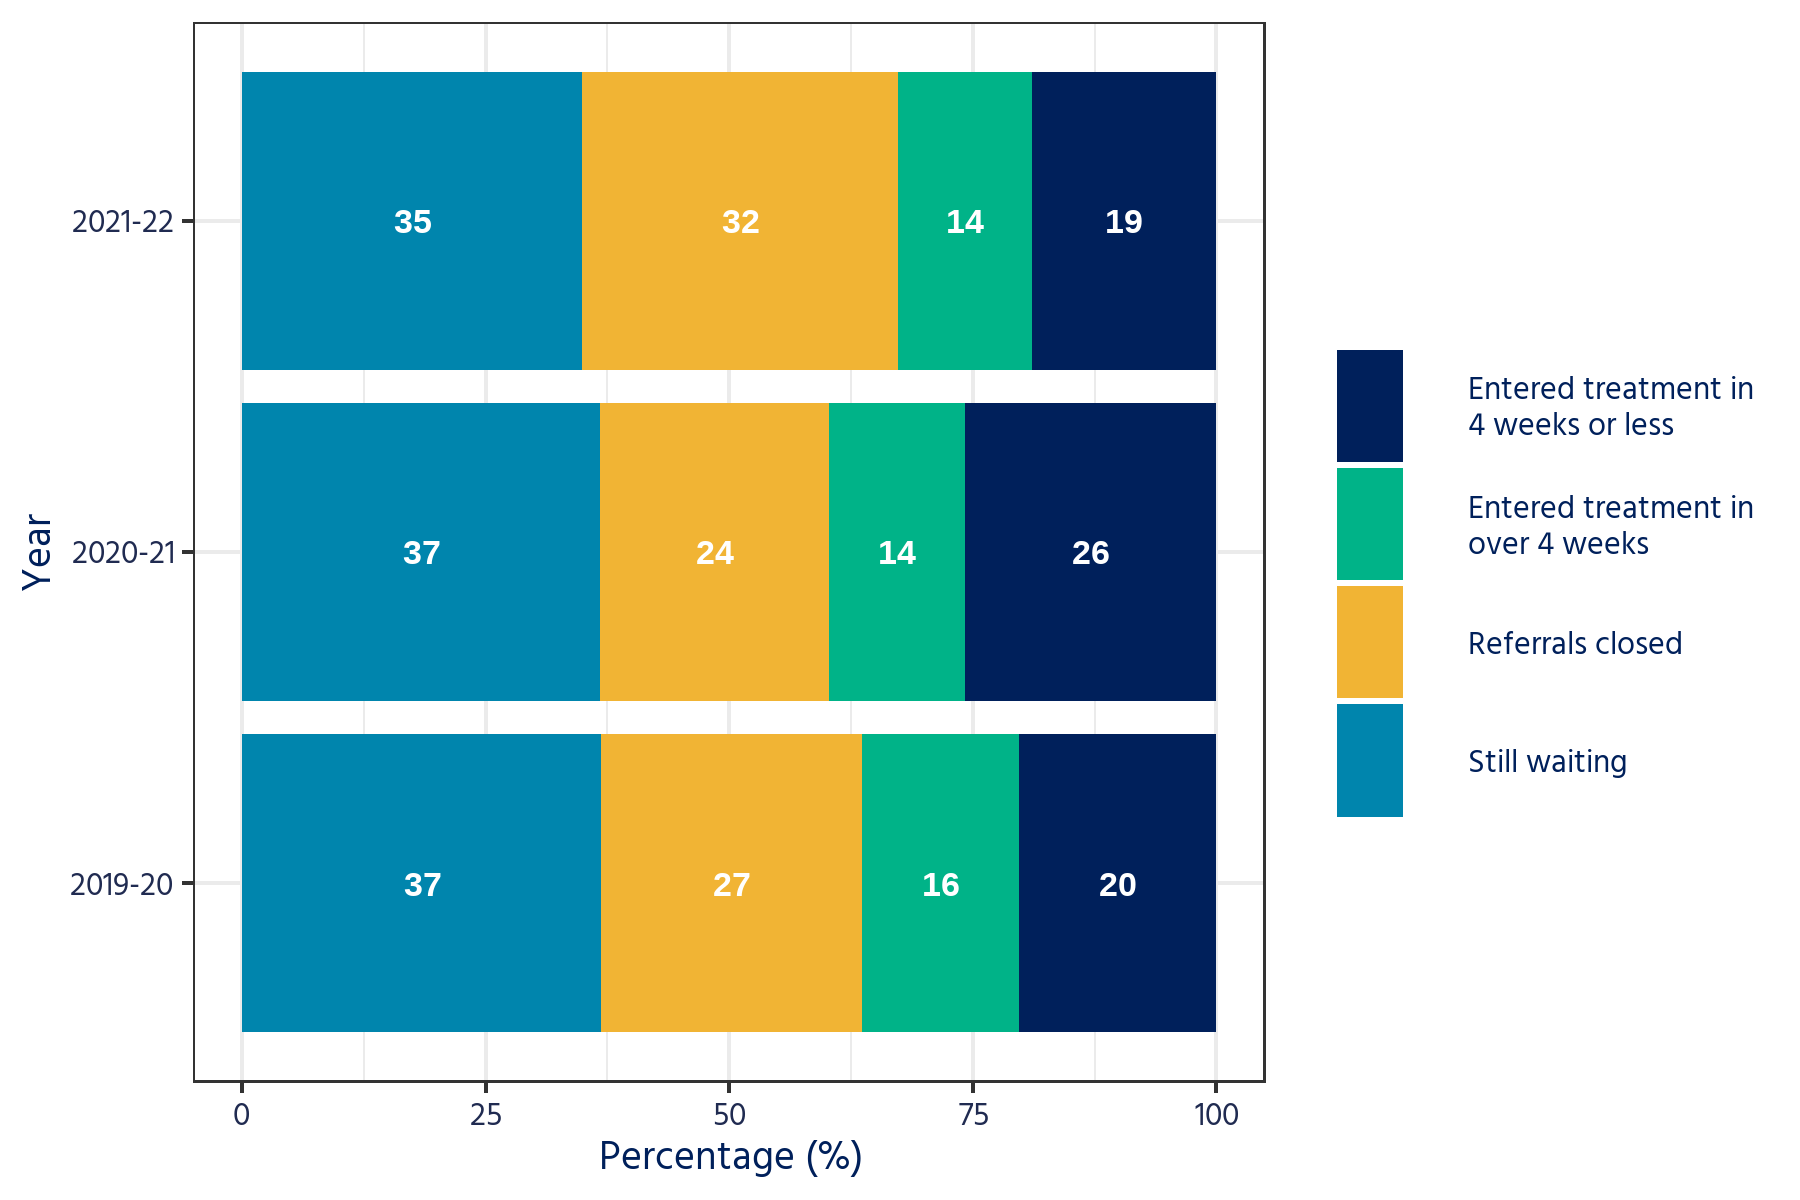 2021-22
35
32
14
19
2020-21
37
24
14
26
2019-20
37
27
16
20
Year
0
25
50
75
100
Percentage (%)
Entered treatment in
4 weeks or less
Entered treatment in
over 4 weeks
Referrals closed
Still waiting